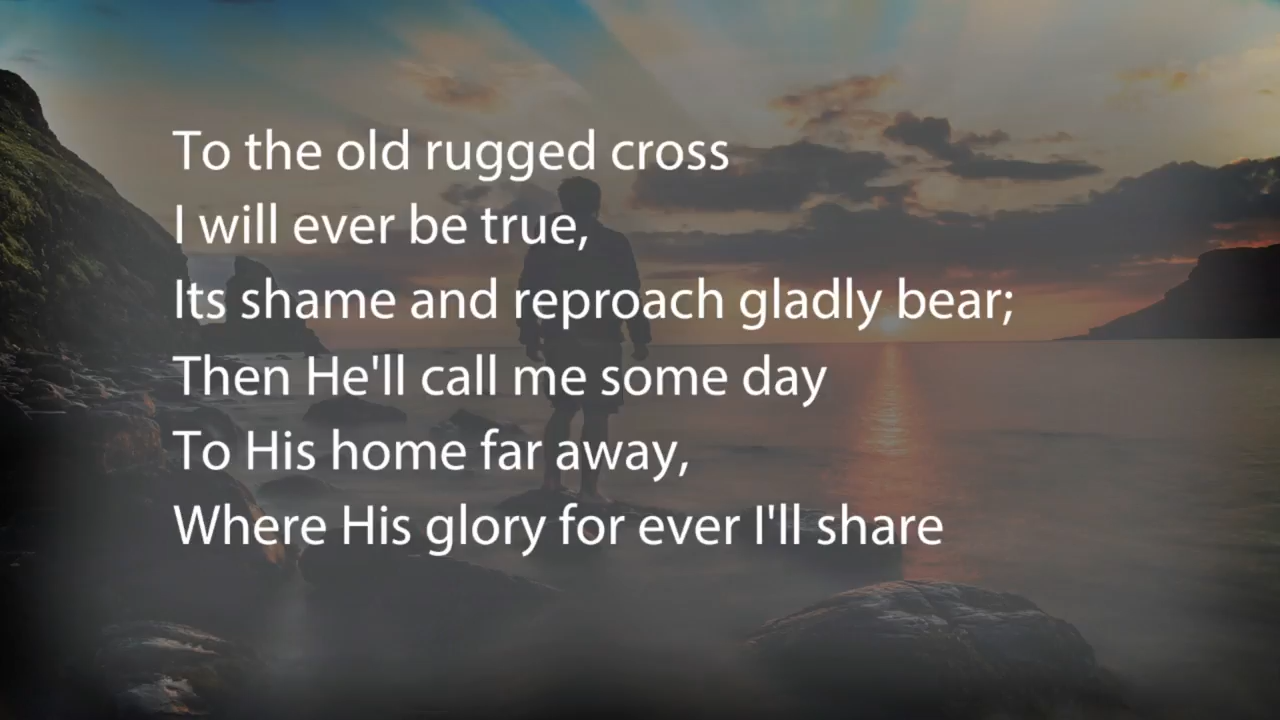 To the old rugged cross
I will ever be true,
Its shame and reproach gladly bear;
Then He'll call me some day
To His home far away,
Where His glory for ever I'll share